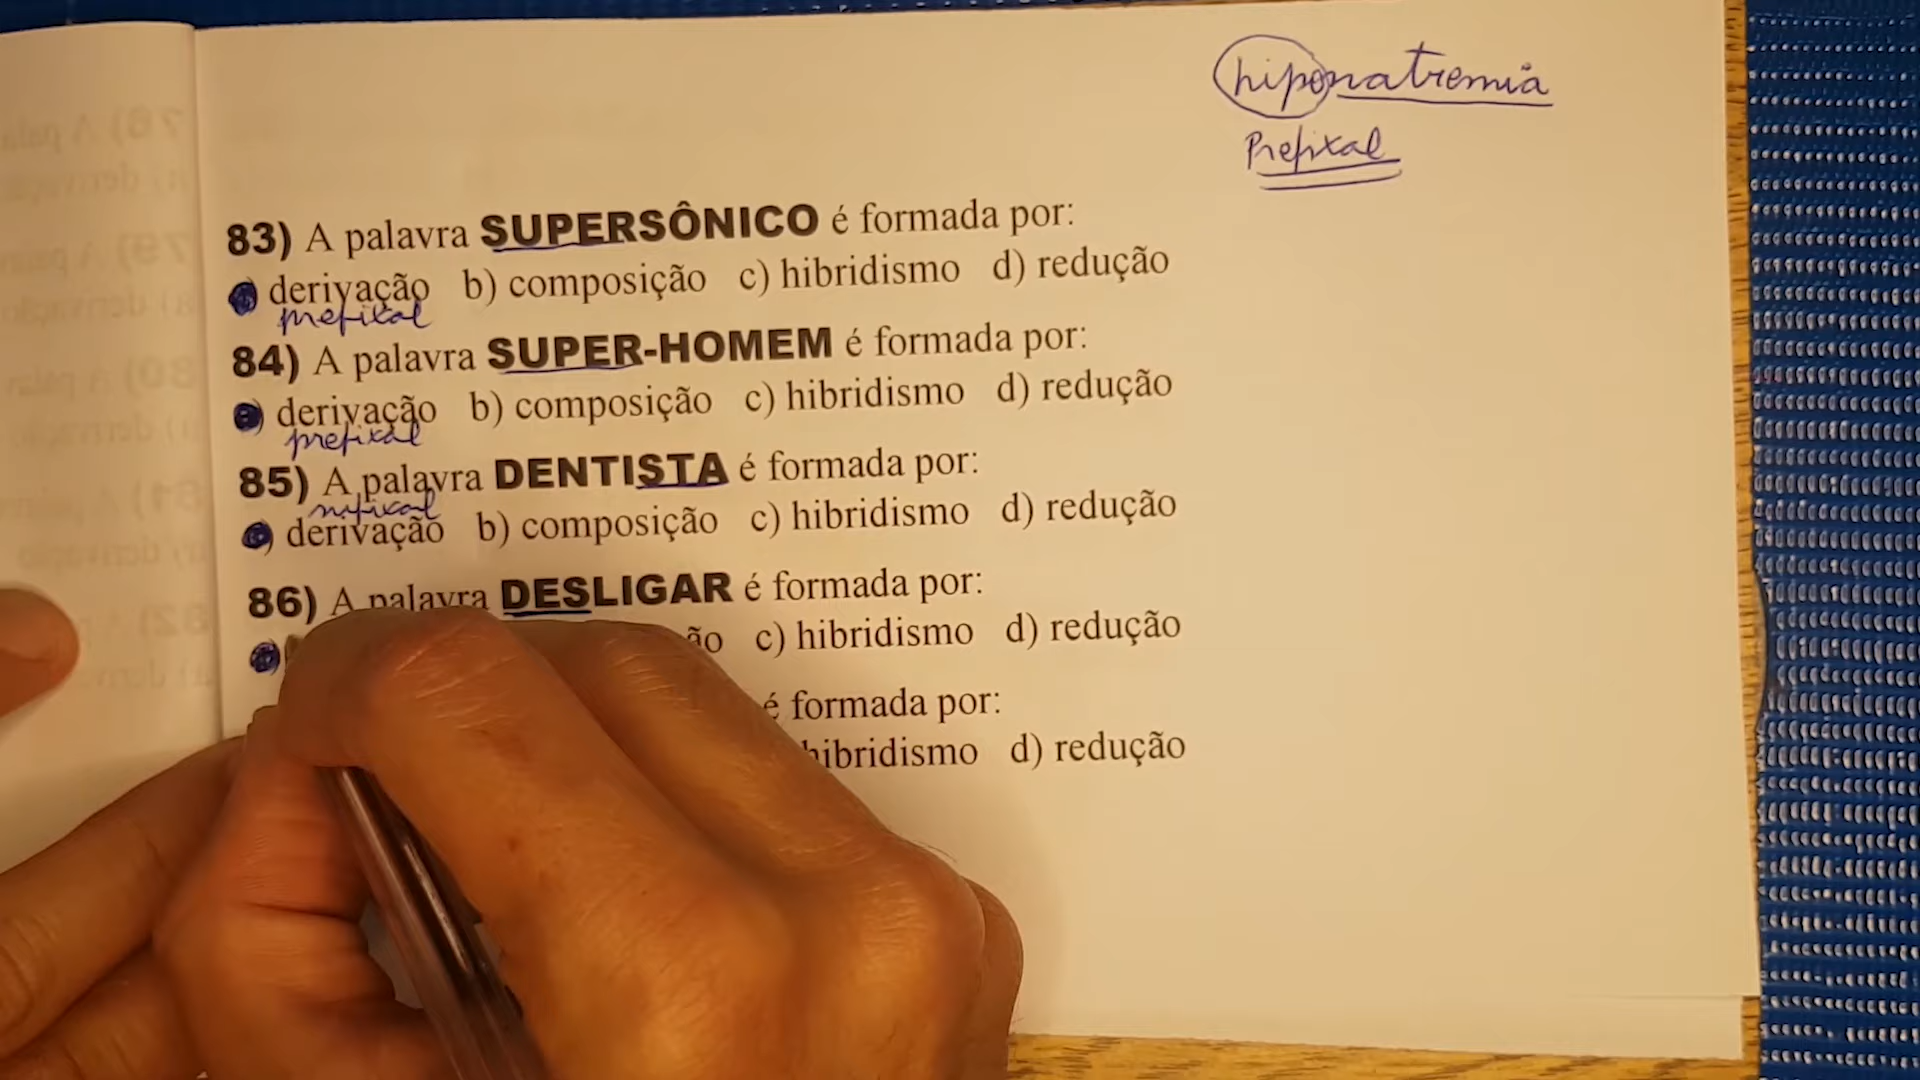 hiponatremia
Prefixal
83) A palavra SUPERSÔNICO é formada por:
derivação b) composição c) hibridismo d) redução
prefixal
84) A palavra SUPER-HOMEM é formada por:
derivação b) composição c) hibridismo d) redução
prefixal
85) A palavra DENTISTA é formada por:
derivação b) composição c) hibridismo d) redução
86) A palavra DESLIGAR é formada por:
ão c) hibridismo d) redução
é formada por:
hibridismo d) redução